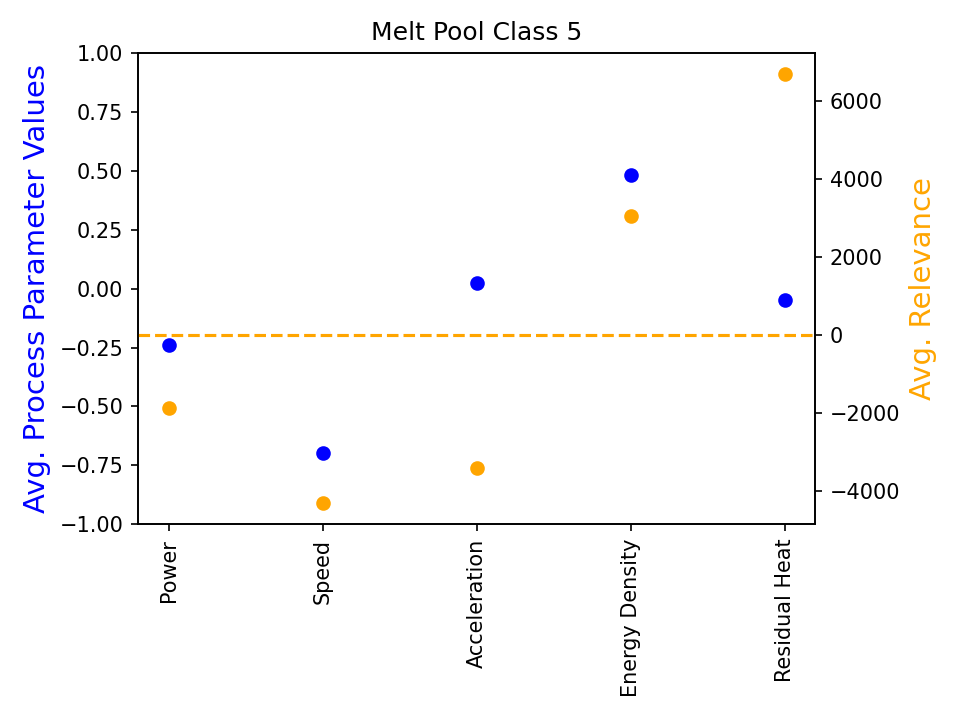 Melt Pool Class 5
Avg. Process Parameter Values
1.00
0.75
0.50
0.25
0.00
−0.25
−0.50
−0.75
−1.00
6000
4000
2000
0
−2000
−4000
Avg. Relevance
Power
Speed
Acceleration
Energy Density
Residual Heat